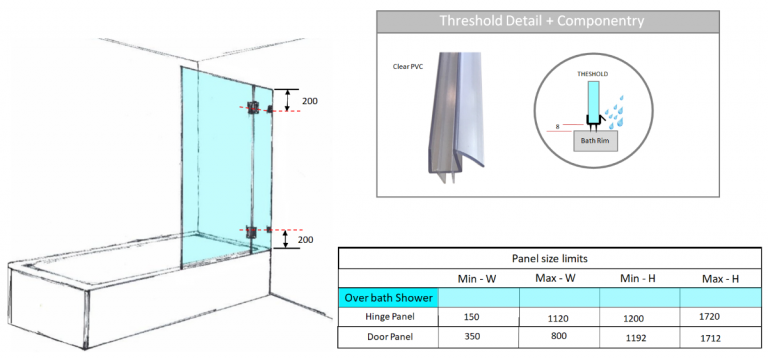 Threshold Detail + Componentry
Clear PVC
THESHOLD
8
Bath Rim
200
200
Panel size limits
Min - W Max - W Min - H Max - H
Over bath Shower
Hinge Panel 150 1120 1200 1720
Door Panel 350 800 1192 1712